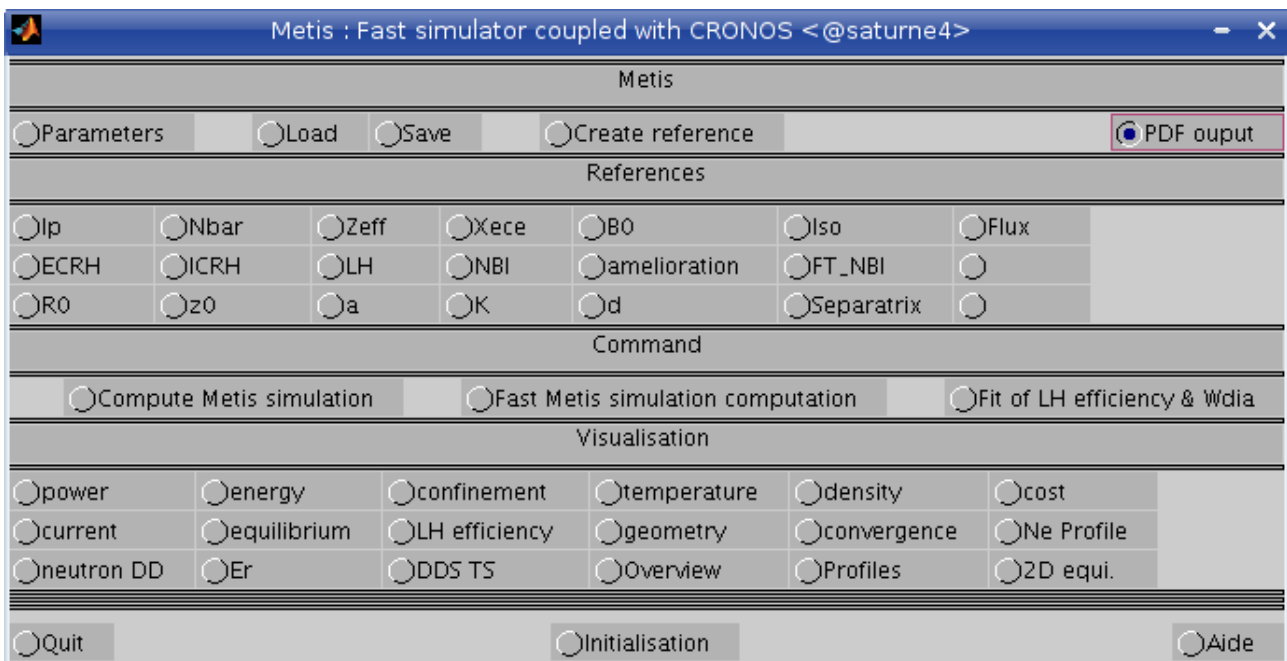 Metis : Fast simulator coupled with CRONOS <@saturne4>
Metis
Parameters Load Save Create reference PDF ouput
References
Ip Nbar Zeff Xece B0 Iso Flux
ECRH ICRH LH NBI amelioration FT_NBI
R0 z0 a K d Separatrix
Command
Compute Metis simulation Fast Metis simulation computation Fit of LH efficiency & Wdia
Visualisation
power energy confinement temperature density cost
current equilibrium LH efficiency geometry convergence Ne Profile
neutron DD Er DDS TS Overview Profiles 2D equi.
Quit Initialisation Aide